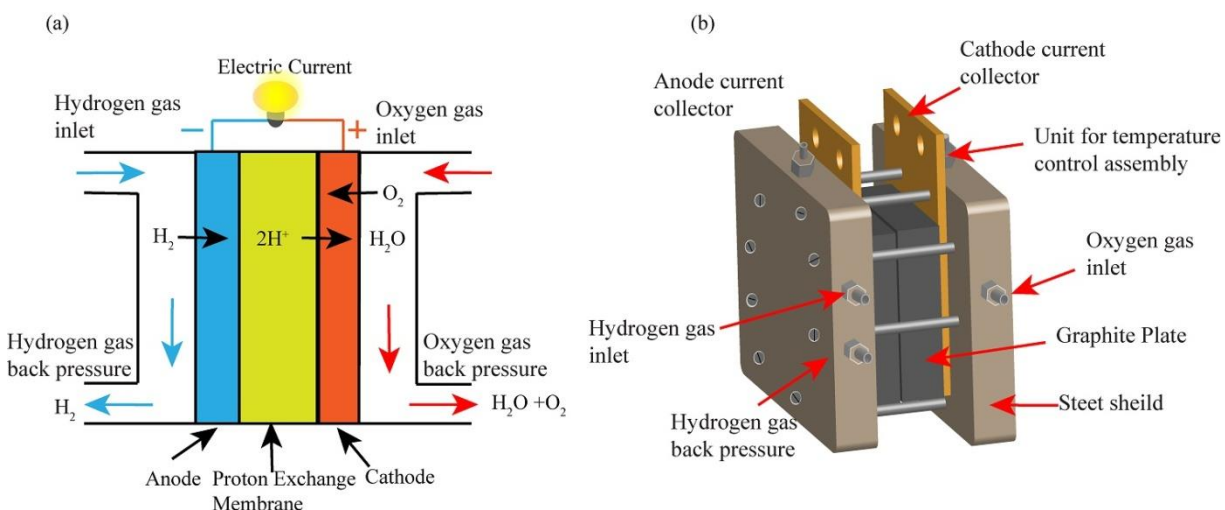 (a)
Electric Current
Hydrogen gas
inlet
Oxygen gas
inlet
−
+
O₂
H₂
2H⁺
H₂O
Hydrogen gas
back pressure
Oxygen gas
back pressure
H₂
H₂O +O₂
Anode
Proton Exchange
Membrane
Cathode
(b)
Cathode current
collector
Anode current
collector
Unit for temperature
control assembly
Oxygen gas
inlet
Hydrogen gas
inlet
Graphite Plate
Hydrogen gas
back pressure
Steet sheild